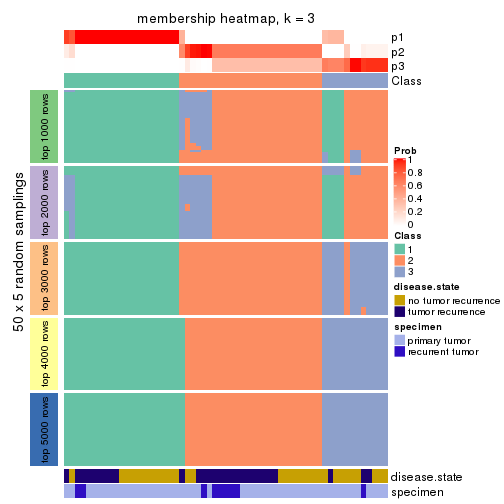 membership heatmap, k = 3
p1
p2
p3
Class
50 x 5 random samplings
top 1000 rows
top 2000 rows
top 3000 rows
top 4000 rows
top 5000 rows
Prob
1
0.8
0.6
0.4
0.2
0
Class
1
2
3
disease.state
no tumor recurrence
tumor recurrence
specimen
primary tumor
recurrent tumor
disease.state
specimen